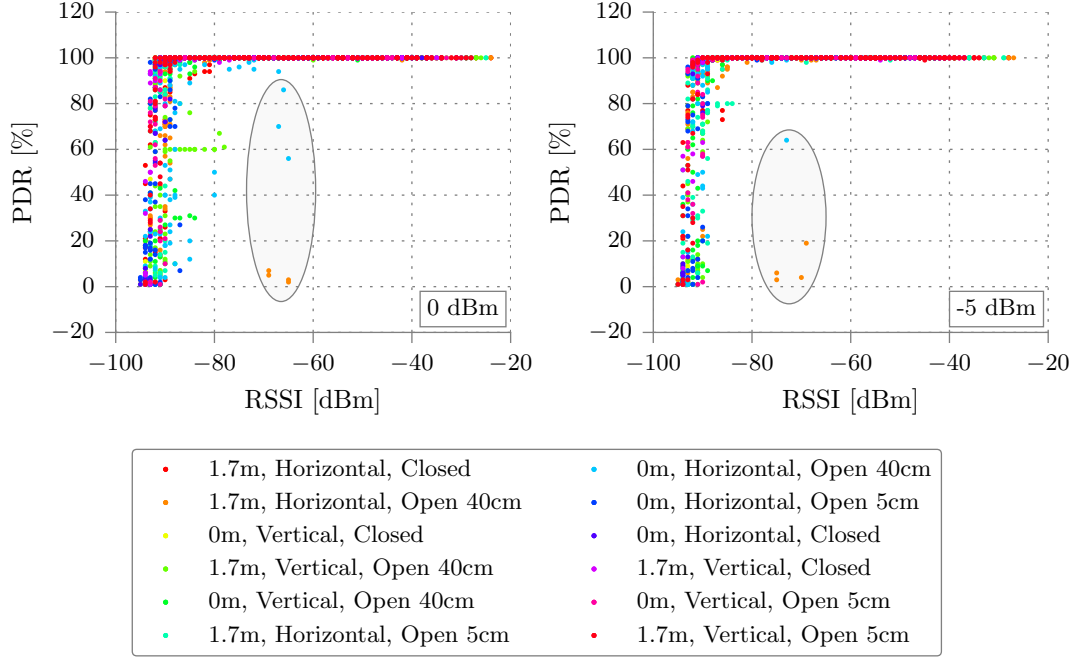 120
100
80
60
40
20
0
−20
−100
−80
−60
−40
−20
PDR [%]
RSSI [dBm]
0 dBm
120
100
80
60
40
20
0
−20
−100
−80
−60
−40
−20
PDR [%]
RSSI [dBm]
-5 dBm
1.7m, Horizontal, Closed
1.7m, Horizontal, Open 40cm
0m, Vertical, Closed
1.7m, Vertical, Open 40cm
0m, Vertical, Open 40cm
1.7m, Horizontal, Open 5cm
0m, Horizontal, Open 40cm
0m, Horizontal, Open 5cm
0m, Horizontal, Closed
1.7m, Vertical, Closed
0m, Vertical, Open 5cm
1.7m, Vertical, Open 5cm